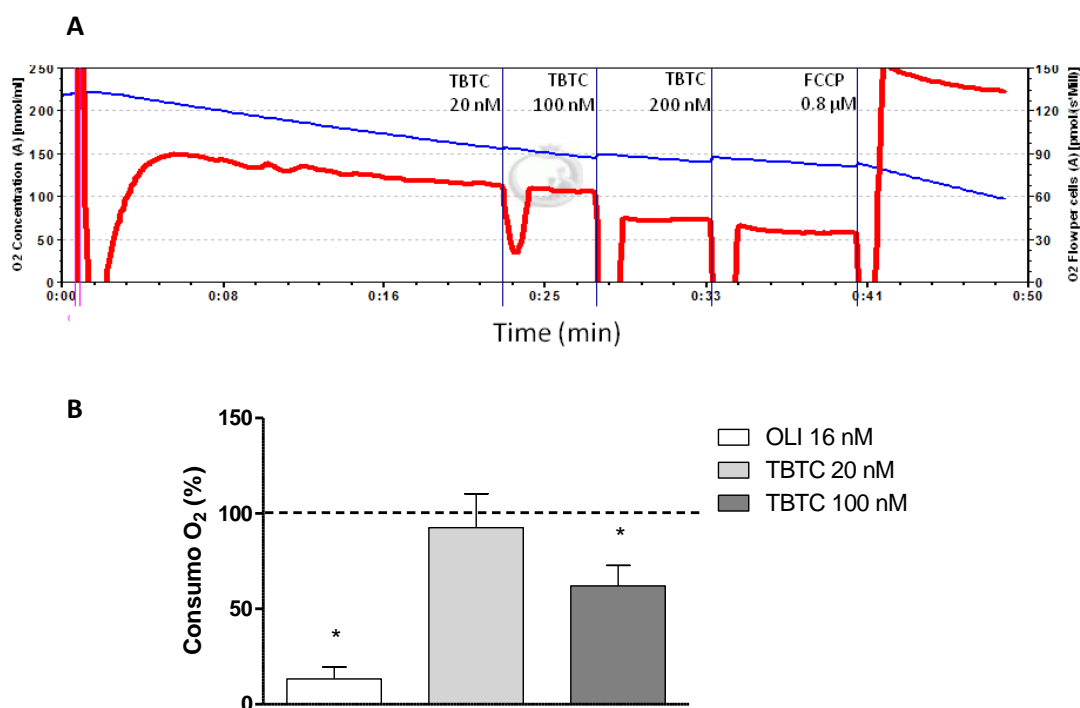 A
250
200
150
100
50
0
O2 Concentration (A) [nmol/ml]
TBTC
20 nM
TBTC
100 nM
TBTC
200 nM
FCCP
0.8 µM
150
120
90
60
30
0
O2 Flow per cells (A) [pmol/(s*Mill)]
0:00
0:08
0:16
0:25
0:33
0:41
0:50
Time (min)
B
150
100
50
0
Consumo O2 (%)
*
*
OLI 16 nM
TBTC 20 nM
TBTC 100 nM